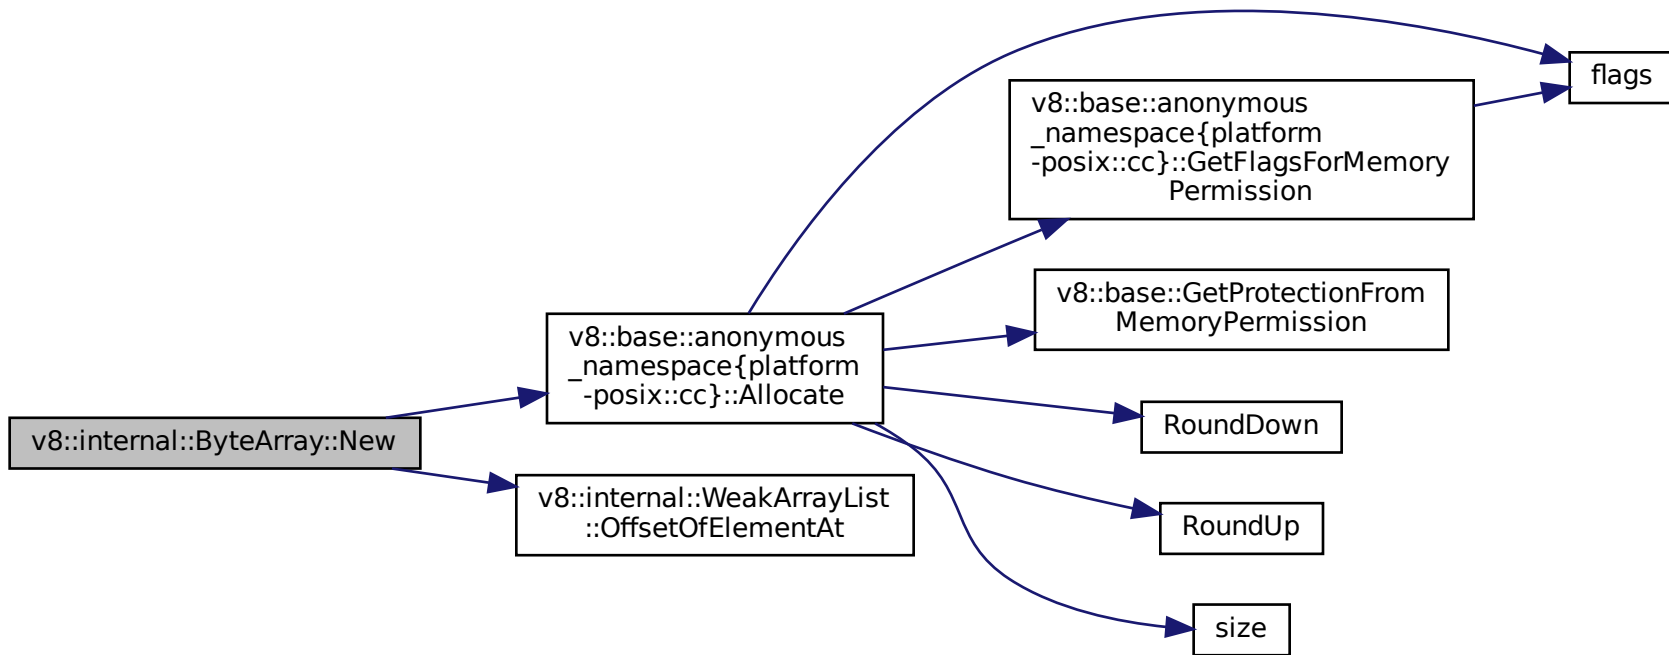 flags
v8::base::anonymous
_namespace{platform
-posix::cc}::GetFlagsForMemory
Permission
v8::base::GetProtectionFrom
MemoryPermission
v8::base::anonymous
_namespace{platform
-posix::cc}::Allocate
RoundDown
v8::internal::ByteArray::New
v8::internal::WeakArrayList
::OffsetOfElementAt
RoundUp
size